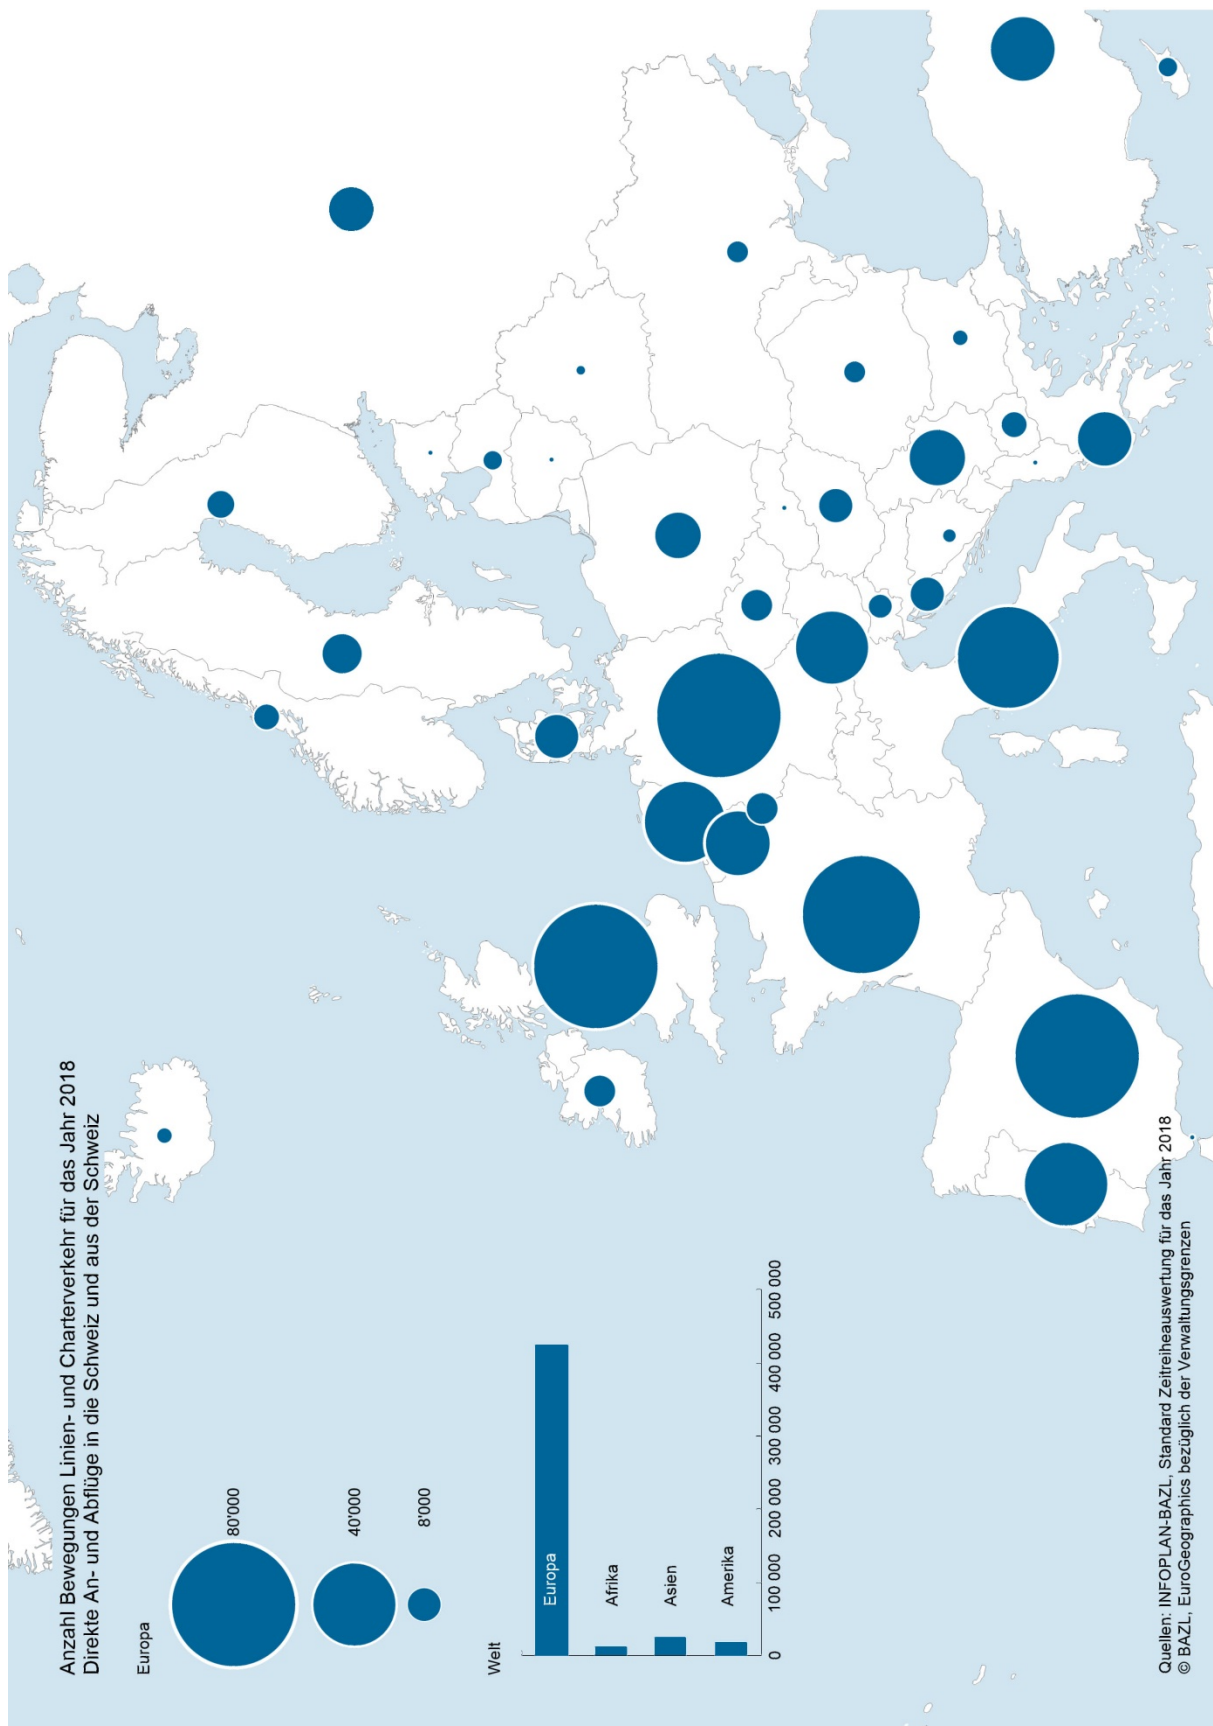 Anzahl Bewegungen Linien- und Charterverkehr für das Jahr 2018
Direkte An- und Abflüge in die Schweiz und aus der Schweiz
Europa
80'000
40'000
8'000
Welt
Europa
Afrika
Asien
Amerika
0 100 000 200 000 300 000 400 000 500 000
Quellen: INFOPLAN-BAZL, Standard Zeitreiheauswertung für das Jahr 2018
© BAZL, EuroGeographics bezüglich der Verwaltungsgrenzen